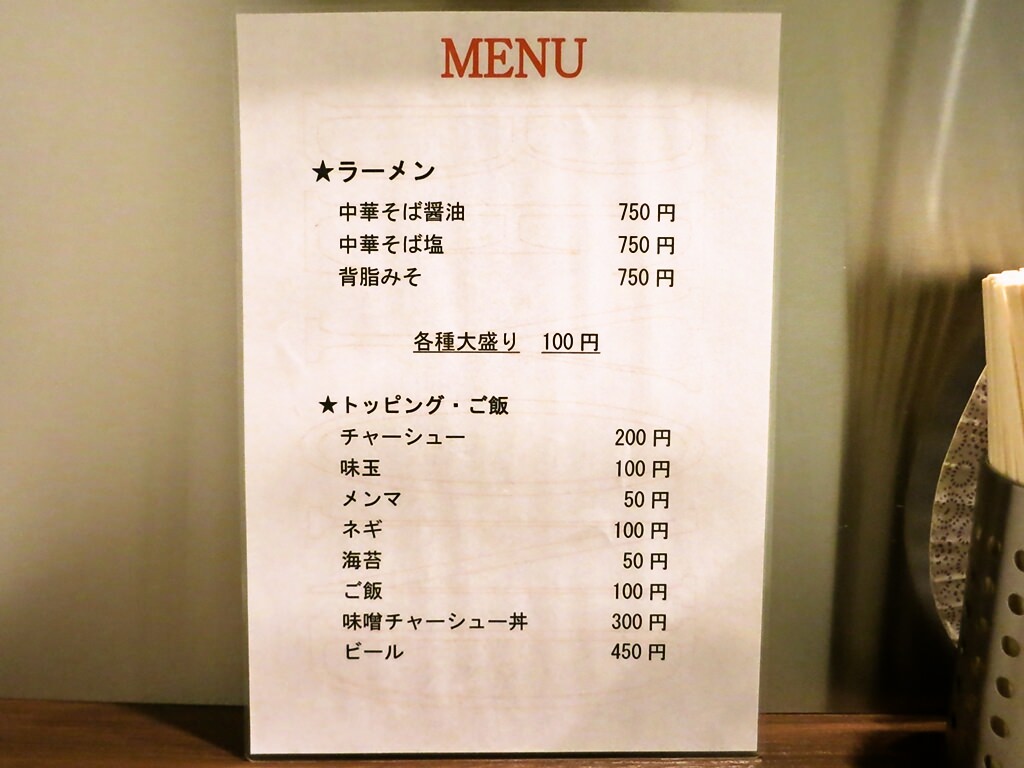 MENU
★ラーメン
中華そば醤油 750円
中華そば塩 750円
背脂みそ 750円
各種大盛り 100円
★トッピング・ご飯
チャーシュー 200円
味玉 100円
メンマ 50円
ネギ 100円
海苔 50円
ご飯 100円
味噌チャーシュー丼 300円
ビール 450円